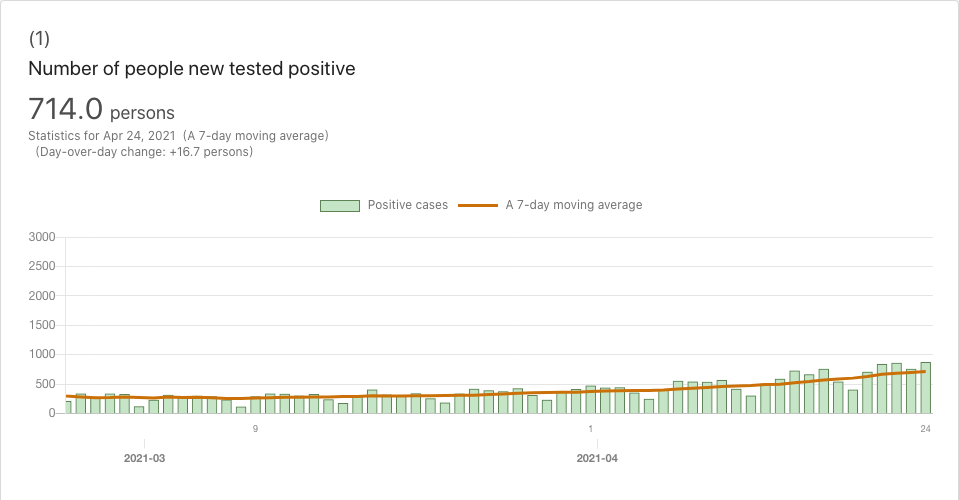 (1)
Number of people new tested positive
714.0 persons
Statistics for Apr 24, 2021 (A 7-day moving average)
(Day-over-day change: +16.7 persons)
Positive cases A 7-day moving average
3000
2500
2000
1500
1000
500
0
9 1 24
2021-03 2021-04